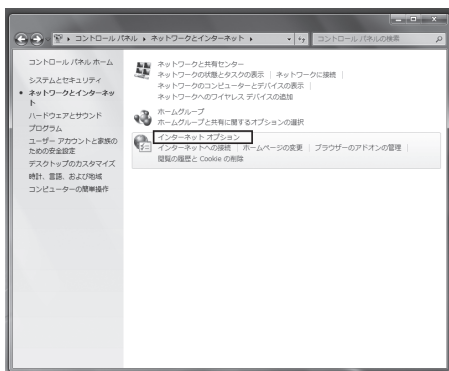 コントロール パネル ▸ ネットワークとインターネット ▸
コントロール パネルの検索
コントロール パネル ホーム
システムとセキュリティ
ネットワークとインターネッ
ト
ハードウェアとサウンド
プログラム
ユーザー アカウントと家族の
ための安全設定
デスクトップのカスタマイズ
時計、言語、および地域
コンピューターの簡単操作
ネットワークと共有センター
ネットワークの状態とタスクの表示 | ネットワークに接続 |
ネットワークのコンピューターとデバイスの表示 |
ネットワークへのワイヤレス デバイスの追加
ホームグループ
ホームグループと共有に関するオプションの選択
インターネット オプション
インターネットへの接続 | ホームページの変更 | ブラウザーのアドオンの管理 |
閲覧の履歴と Cookie の削除